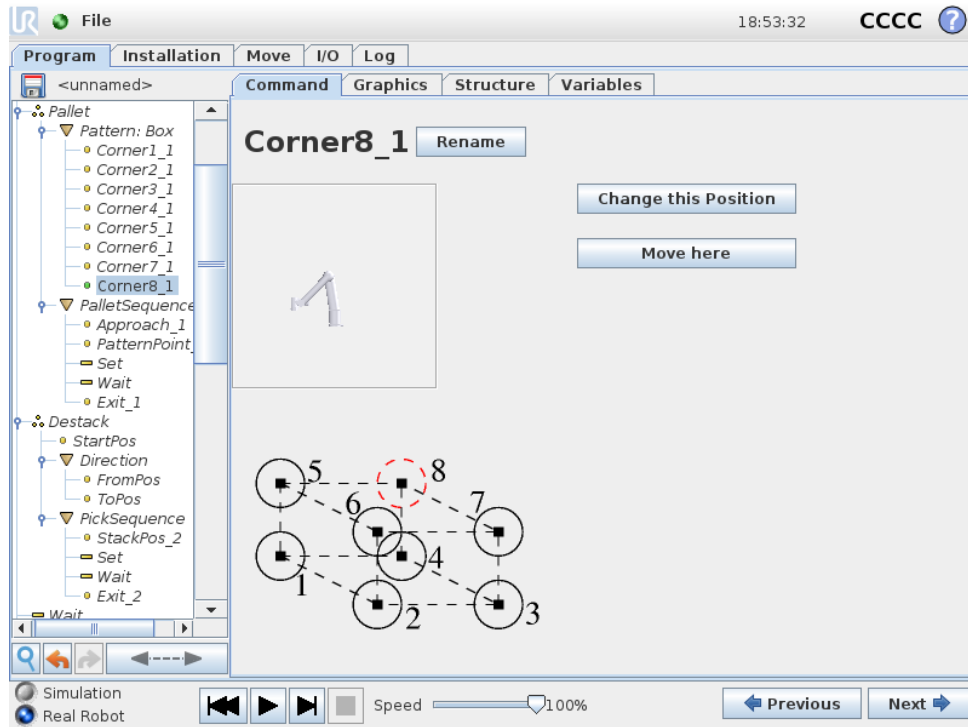 UR File 18:53:32 CCCC ?
Program Installation Move I/O Log
<unnamed> Command Graphics Structure Variables
Pallet
Pattern: Box
Corner1_1
Corner2_1
Corner3_1
Corner4_1
Corner5_1
Corner6_1
Corner7_1
Corner8_1
PalletSequence
Approach_1
PatternPoint_
Set
Wait
Exit_1
Destack
StartPos
Direction
FromPos
ToPos
PickSequence
StackPos_2
Set
Wait
Exit_2
Wait
Corner8_1 Rename
Change this Position
Move here
5 8
6 7
4
1 2 3
Simulation
Real Robot
Speed 100%
Previous Next